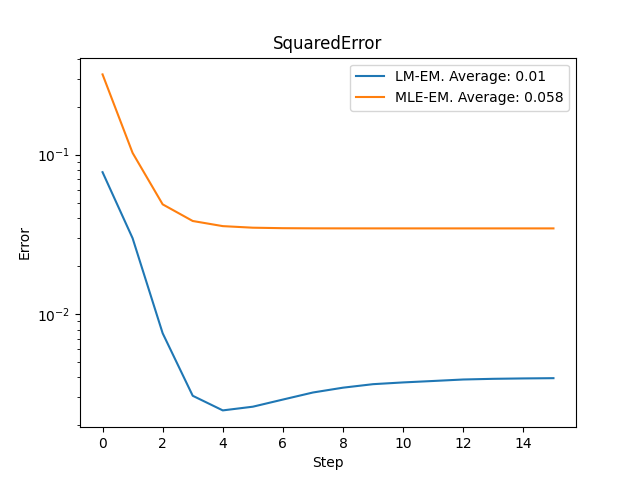 SquaredError
LM-EM. Average: 0.01
MLE-EM. Average: 0.058
Error
10⁻¹
10⁻²
0 2 4 6 8 10 12 14
Step